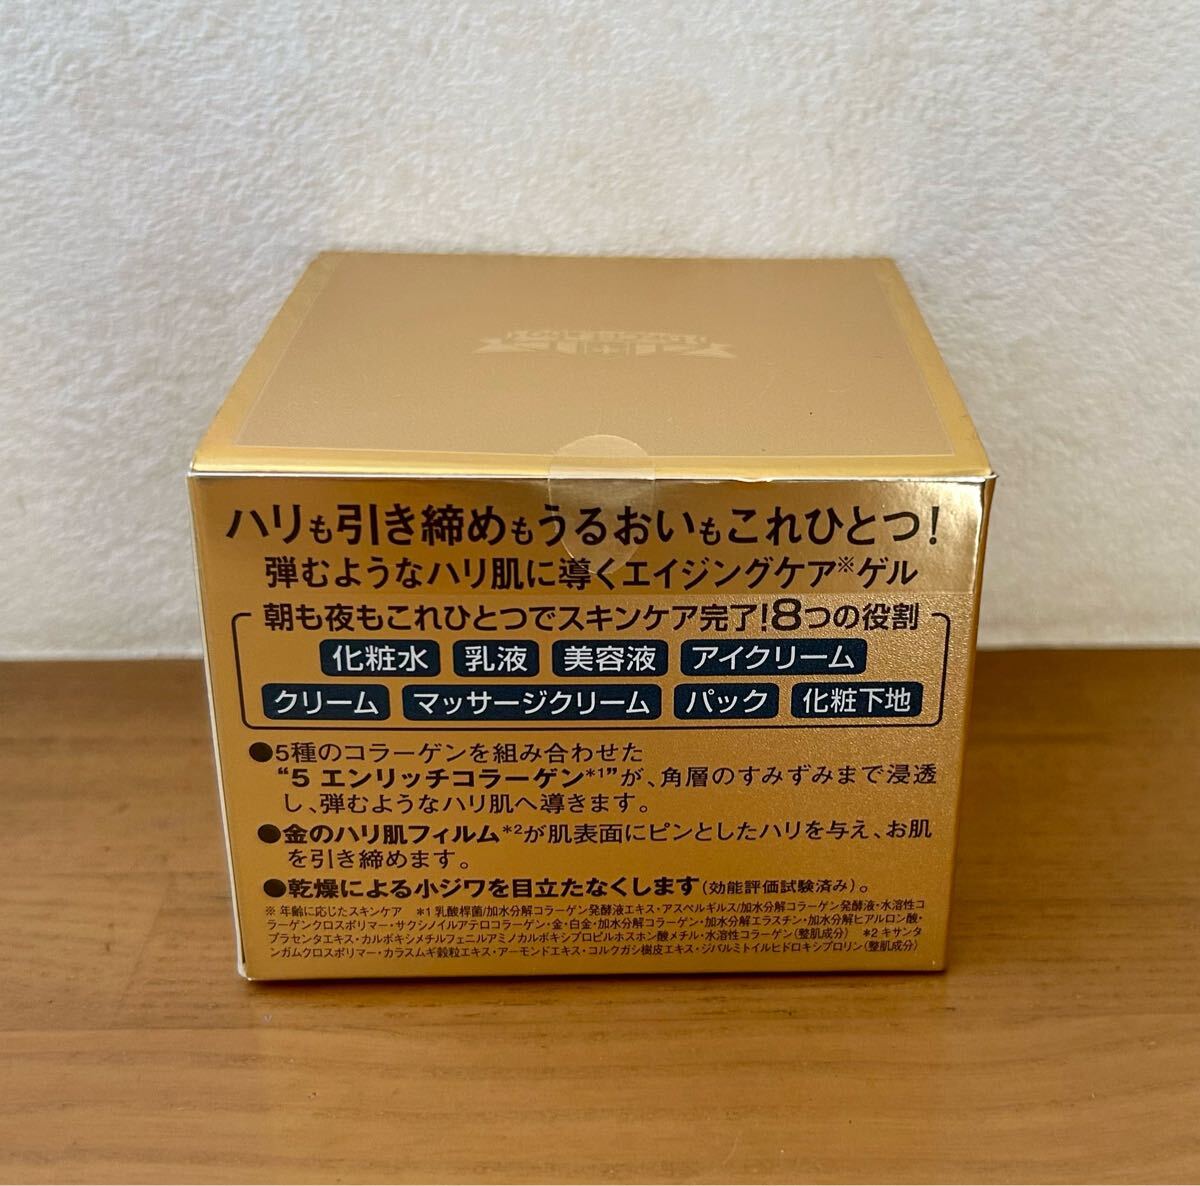 ハリも引き締めもうるおいもこれひとつ!
弾むようなハリ肌に導くエイジングケア※ゲル
朝も夜もこれひとつでスキンケア完了!8つの役割
化粧水 乳液 美容液 アイクリーム
クリーム マッサージクリーム パック 化粧下地
●5種のコラーゲンを組み合わせた
“5 エンリッチコラーゲン*1”が、角層のすみずみまで浸透
し、弾むようなハリ肌へ導きます。
●金のハリ肌フィルム*2が肌表面にピンとしたハリを与え、お肌
を引き締めます。
●乾燥による小ジワを目立たなくします(効能評価試験済み)。
※ 年齢に応じたスキンケア *1 乳酸桿菌/加水分解コラーゲン発酵液エキス・アスペルギルス/加水分解コラーゲン発酵液・水溶性コ
ラーゲンクロスポリマー・サクシノイルアテロコラーゲン・金・白金・加水分解コラーゲン・加水分解エラスチン・加水分解ヒアルロン酸・
プラセンタエキス・カルボキシメチルフェニルアミノカルボキシプロピルホスホン酸メチル・水溶性コラーゲン(整肌成分) *2 キサンタ
ンガムクロスポリマー・カラスムギ穀粒エキス・アーモンドエキス・コルクガシ樹皮エキス・ジパルミトイルヒドロキシプロリン(整肌成分)